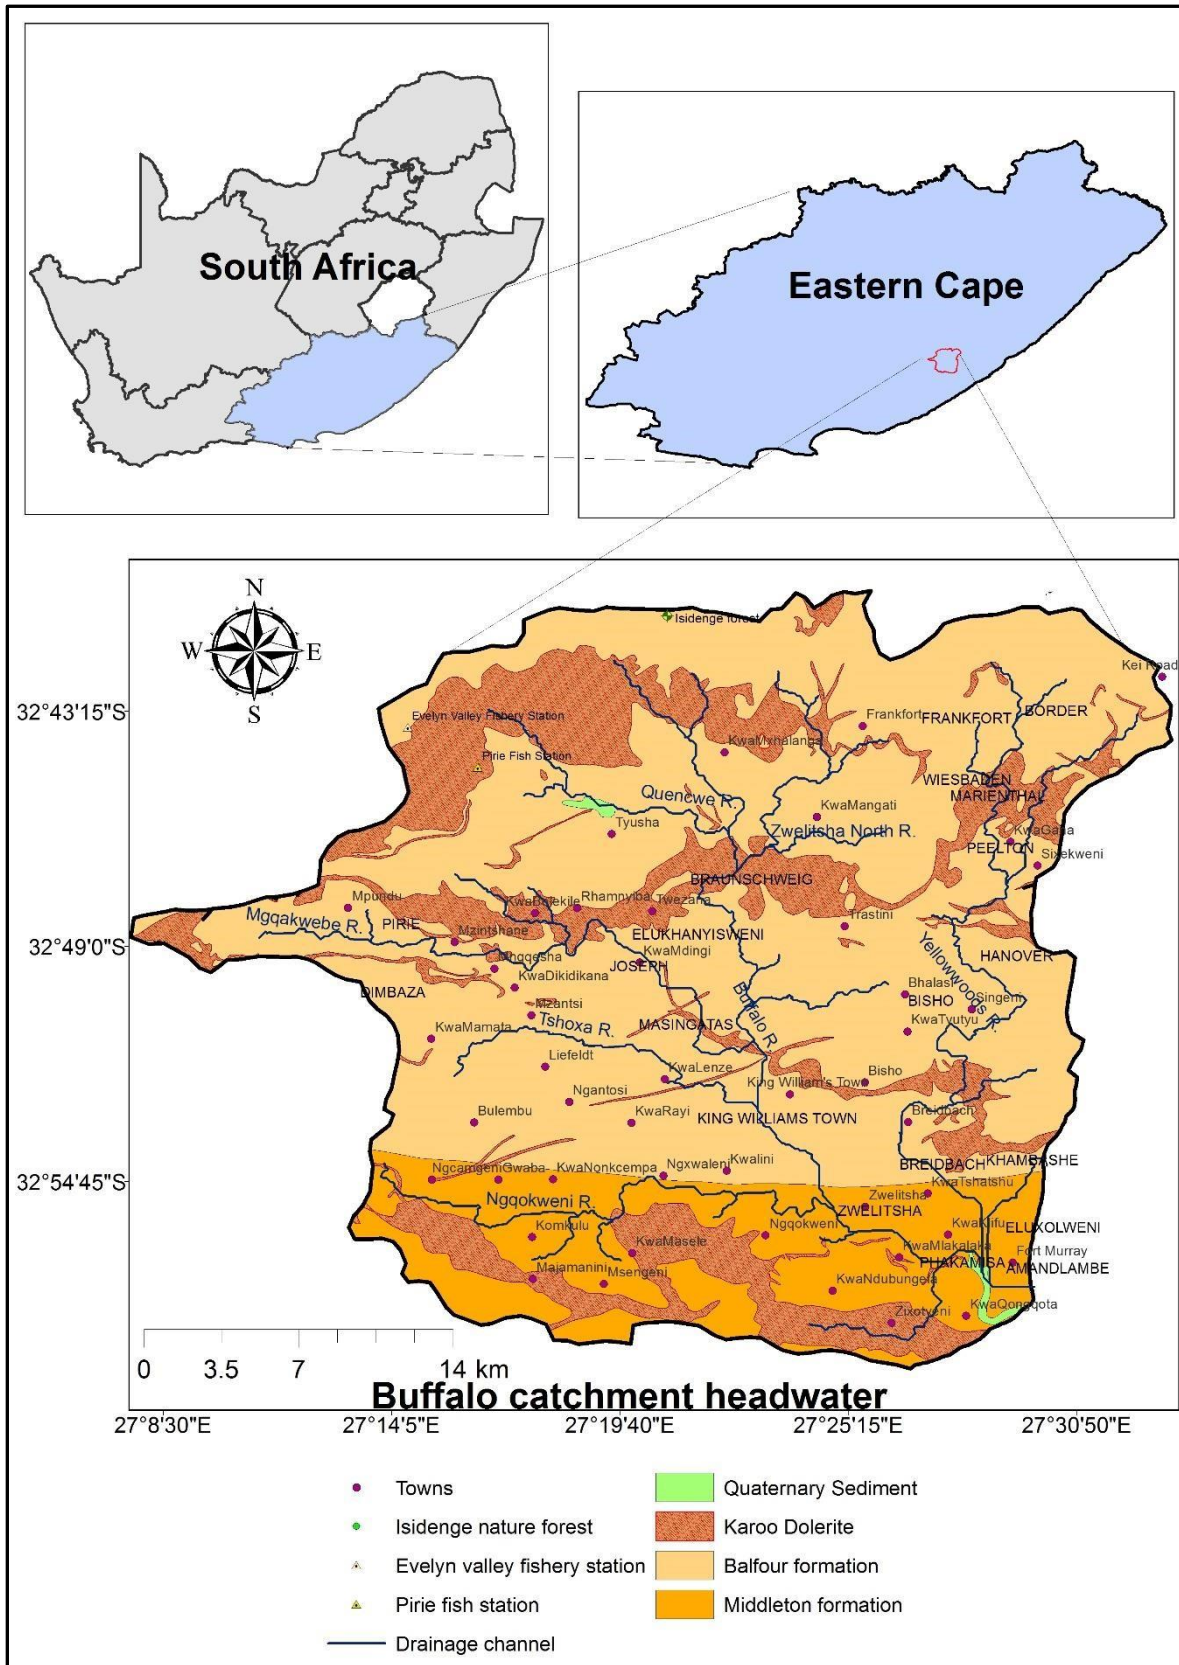 South Africa
Eastern Cape
N
W E
S
Isidenge forest
Kei Road
32°43'15"S
Evelyn Valley Fishery Station
Frankfort
FRANKFORT
BORDER
KwaMxhalanga
Pirie Fish Station
WIESBADEN
MARIENTHAL
Quencwe R.
KwaMangati
Tyusha
Zwelitsha North R.
KwaGaga
PEELTON
Sixekweni
BRAUNSCHWEIG
Mpundu
Rhamnyiba
Twezana
Mgqakwebe R.
PIRIE
Trastini
ELUKHANYISWENI
Mzintshane
32°49'0"S
Yellowwoods R.
HANOVER
KwaMdingi
JOSEPH
KwaDikidikana
DIMBAZA
Buffalo R.
Bhalasi
BISHO
Singeni
Mzantsi
Tshoxa R.
MASINGATAS
KwaTyutyu
KwaMamata
Liefeldt
KwaLenze
King William's Town
Bisho
Ngantosi
Bulembu
KwaRayi
KING WILLIAMS TOWN
Breidbach
BREIDBACH
KHAMBASHE
32°54'45"S
Ngcamgeni
Gwaba
KwaNonkcempa
Ngxwaleni
Kwalini
KwaTshatshu
Ngqokweni R.
Zwelitsha
ZWELITSHA
Komkulu
Ngqokweni
KwaKlifu
ELUXOLWENI
KwaMasele
KwaMlakalaka
PHAKAMISA
Fort Murray
AMANDLAMBE
Majamanini
Msengeni
KwaNdubungela
Zixotyeni
KwaQongqota
0 3.5 7 14 km
Buffalo catchment headwater
27°8'30"E 27°14'5"E 27°19'40"E 27°25'15"E 27°30'50"E
Towns
Isidenge nature forest
Evelyn valley fishery station
Pirie fish station
Drainage channel
Quaternary Sediment
Karoo Dolerite
Balfour formation
Middleton formation